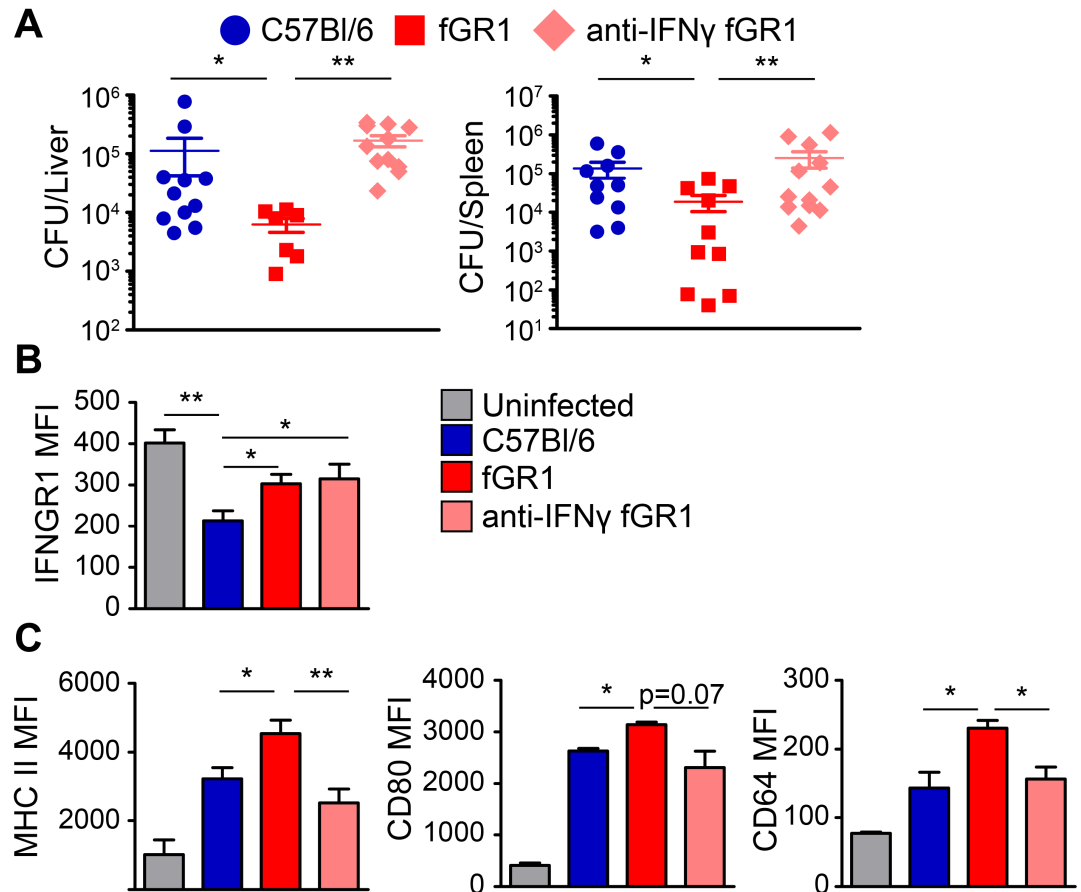 A
C57Bl/6 fGR1 anti-IFNγ fGR1
* **
CFU/Liver
10⁶
10⁵
10⁴
10³
10²
* **
CFU/Spleen
10⁷
10⁶
10⁵
10⁴
10³
10²
10¹
B
IFNGR1 MFI
500
400
300
200
100
0
**
*
*
Uninfected
C57Bl/6
fGR1
anti-IFNγ fGR1
C
MHC II MFI
6000
4000
2000
* **
CD80 MFI
4000
3000
2000
1000
0
* p=0.07
CD64 MFI
300
200
100
0
* *